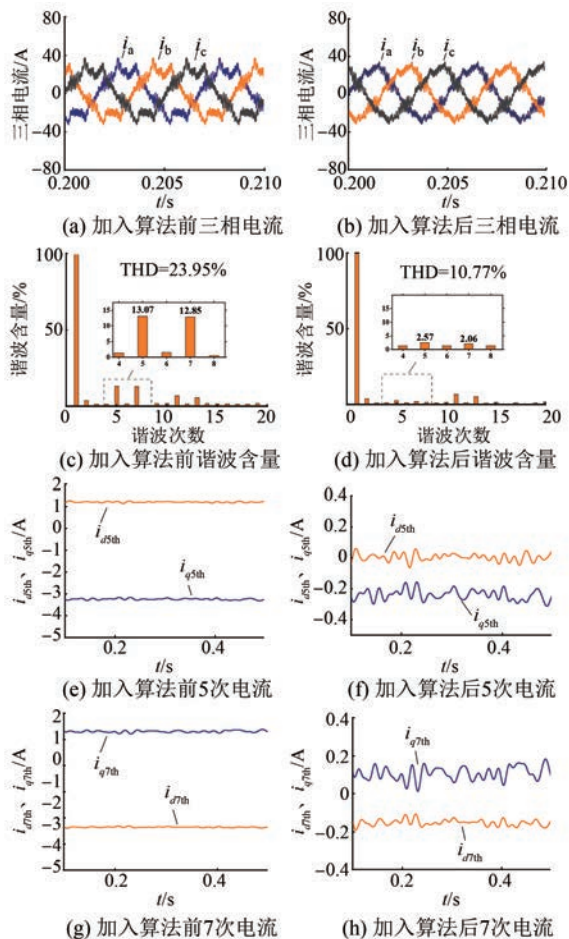 80
40
0
−40
−80
三相电流/A
i_a i_b i_c
0.200 0.205 0.210
t/s
(a) 加入算法前三相电流
80
40
0
−40
−80
三相电流/A
i_a i_b i_c
0.200 0.205 0.210
t/s
(b) 加入算法后三相电流
100
50
谐波含量/%
THD=23.95%
15
10
5
0
13.07
12.85
4 5 6 7 8
0 5 10 15 20
谐波次数
(c) 加入算法前谐波含量
100
50
谐波含量/%
THD=10.77%
15
10
5
0
2.57
2.06
4 5 6 7 8
0 5 10 15 20
谐波次数
(d) 加入算法后谐波含量
2
1
0
−1
−2
−3
−4
−5
i_d5th、i_q5th/A
i_d5th
i_q5th
0.2 0.4
t/s
(e) 加入算法前5次电流
0.4
0.2
0
−0.2
−0.4
i_d5th、i_q5th/A
i_d5th
i_q5th
0.2 0.4
t/s
(f) 加入算法后5次电流
2
1
0
−1
−2
−3
−4
−5
i_d7th、i_q7th/A
i_q7th
i_d7th
0.2 0.4
t/s
(g) 加入算法前7次电流
0.4
0.2
0
−0.2
−0.4
i_d7th、i_q7th/A
i_q7th
i_d7th
0.2 0.4
t/s
(h) 加入算法后7次电流